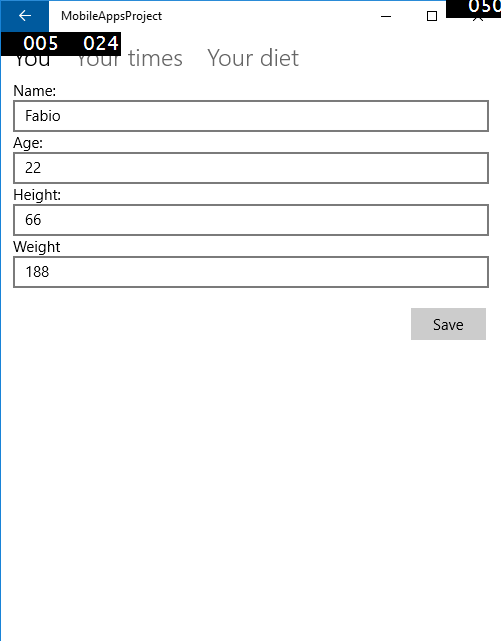 MobileAppsProject
050
005 024
You Your times Your diet
Name:
Fabio
Age:
22
Height:
66
Weight
188
Save